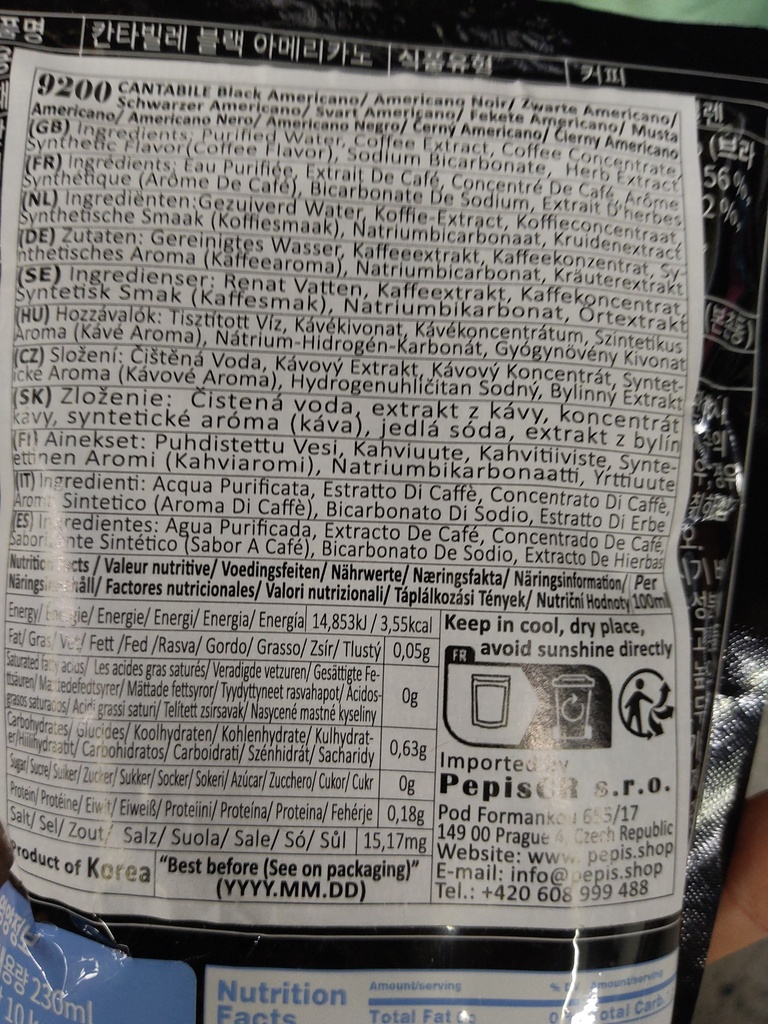 품명 칸타빌레 블랙 아메리카노 식품유형 커피
9200 CANTABILE Black Americano/ Americano Noir/ Zwarte Americano/
Schwarzer Americano/ Svart Americano/ Fekete Americano/ Musta
Americano/ Americano Nero/ Americano Negro/ Černý Americano/ Čierny Americano
(GB) Ingredients: Purified Water, Coffee Extract, Coffee Concentrate,
Synthetic Flavor(Coffee Flavor), Sodium Bicarbonate, Herb Extract
(FR) Ingrédients: Eau Purifiée, Extrait De Café, Concentré De Café, Arôme
Synthétique (Arôme De Café), Bicarbonate De Sodium, Extrait D'herbes
(NL) Ingrediënten:Gezuiverd Water, Koffie-Extract, Koffieconcentraat,
Synthetische Smaak (Koffiesmaak), Natriumbicarbonaat, Kruidenextract
(DE) Zutaten: Gereinigtes Wasser, Kaffeeextrakt, Kaffeekonzentrat, Sy-
nthetisches Aroma (Kaffeearoma), Natriumbicarbonat, Kräuterextrakt
(SE) Ingredienser: Renat Vatten, Kaffeextrakt, Kaffekoncentrat,
Syntetisk Smak (Kaffesmak), Natriumbikarbonat, Örtextrakt
(HU) Hozzávalók: Tisztított Víz, Kávékivonat, Kávékoncentrátum, Szintetikus
Aroma (Kávé Aroma), Nátrium-Hidrogén-Karbonát, Gyógynövény Kivonat
(CZ) Složení: Čištěná Voda, Kávový Extrakt, Kávový Koncentrát, Syntet-
ické Aroma (Kávové Aroma), Hydrogenuhličitan Sodný, Bylinný Extrakt
(SK) Zloženie: Čistená voda, extrakt z kávy, koncentrát
kávy, syntetické aróma (káva), jedlá sóda, extrakt z bylín
(FI) Ainekset: Puhdistettu Vesi, Kahviuute, Kahvitiiviste, Synte-
ettinen Aromi (Kahviaromi), Natriumbikarbonaatti, Yrttiuute
(IT) Ingredienti: Acqua Purificata, Estratto Di Caffè, Concentrato Di Caffè,
Sintetico (Aroma Di Caffè), Bicarbonato Di Sodio, Estratto Di Erbe
(ES) Agua Purificada, Extracto De Café, Concentrado De Café,
Sintético (Sabor A Café), Bicarbonato De Sodio, Extracto De Hierbas
/ Valeur nutritive/ Voedingsfeiten/ Nährwerte/ Næringsfakta/ Näringsinformation/ Per
/ Factores nutricionales/ Valori nutrizionali/ Táplálkozási Tények/ Nutriční Hodnoty 100ml
Energy/ Energie/ Energi/ Energia/ Energía 14,853kJ / 3,55kcal
Fat/ Gras/ Fett /Fed /Rasva/ Gordo/ Grasso/ Zsír/ Tlustý 0,05g
/ Les acides gras saturés/ Veradigde vetzuren/ Gesättigte Fe-
ttsäuren/ / Mättade fettsyror/ Tyydyttyneet rasvahapot/ Ácidos-
grasos saturados/ Acidi grassi saturi/ Telített zsírsavak/ Nasycené mastné kyseliny 0g
Carbohydrates/ Glucides/ Koolhydraten/ Kohlenhydrate/ Kulhydrat-
er/Hiilihydraatit/ Carbohidratos/ Carboidrati/ Szénhidrát/ Sacharidy 0,63g
Sugar/ Sucre/ Suiker/ Zucker/ Sukker/ Socker/ Sokeri/ Azúcar/ Zucchero/ Cukor/ Cukr 0g
Protein/ Protéine/ Eiweiß/ Proteiini/ Proteína/ Proteina/ Fehérje 0,18g
Salt/ Sel/ Zout/ Salz/ Suola/ Sale/ Só/ Sůl 15,17mg
Product of Korea "Best before (See on packaging)"
(YYYY.MM.DD)
Keep in cool, dry place,
avoid sunshine directly
FR
Imported by
PepisCR s.r.o.
Pod Formankou
149 00 Prague 4, Czech Republic
Website: www. pepis.shop
E-mail: info@pepis.shop
Tel.: +420 608 999 488
230ml
Nutrition
Facts
Amount/serving
Total Fat
Amount/serving
Total Carb.